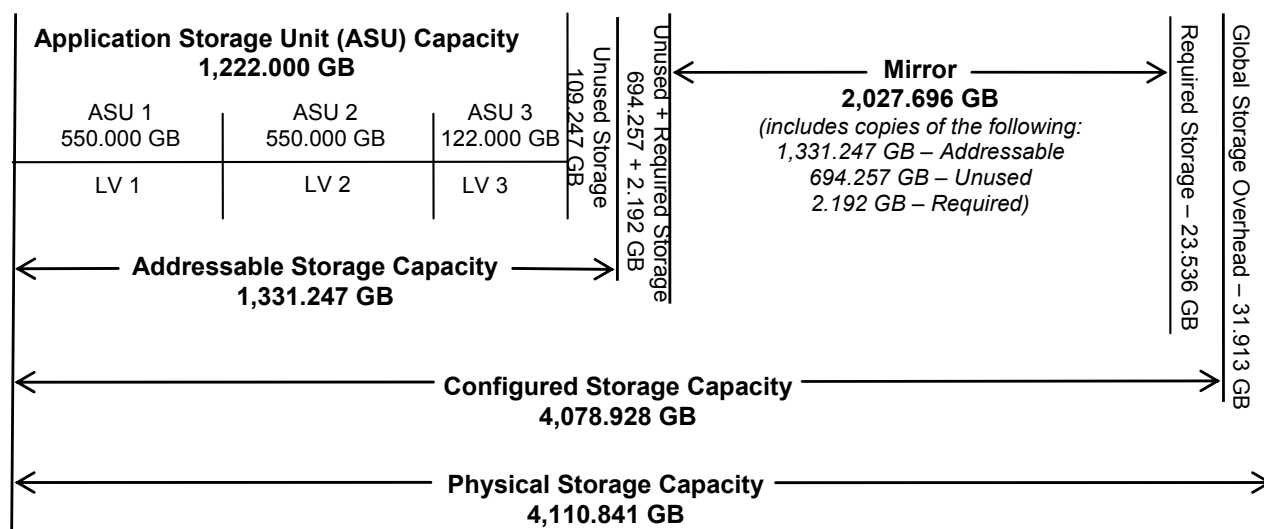 Application Storage Unit (ASU) Capacity
1,222.000 GB
ASU 1
550.000 GB
ASU 2
550.000 GB
ASU 3
122.000 GB
LV 1
LV 2
LV 3
Unused Storage
109.247 GB
Unused + Required Storage
694.257 + 2.192 GB
Mirror
2,027.696 GB
(includes copies of the following:
1,331.247 GB – Addressable
694.257 GB – Unused
2.192 GB – Required)
Required Storage – 23.536 GB
Global Storage Overhead – 31.913 GB
Addressable Storage Capacity
1,331.247 GB
Configured Storage Capacity
4,078.928 GB
Physical Storage Capacity
4,110.841 GB